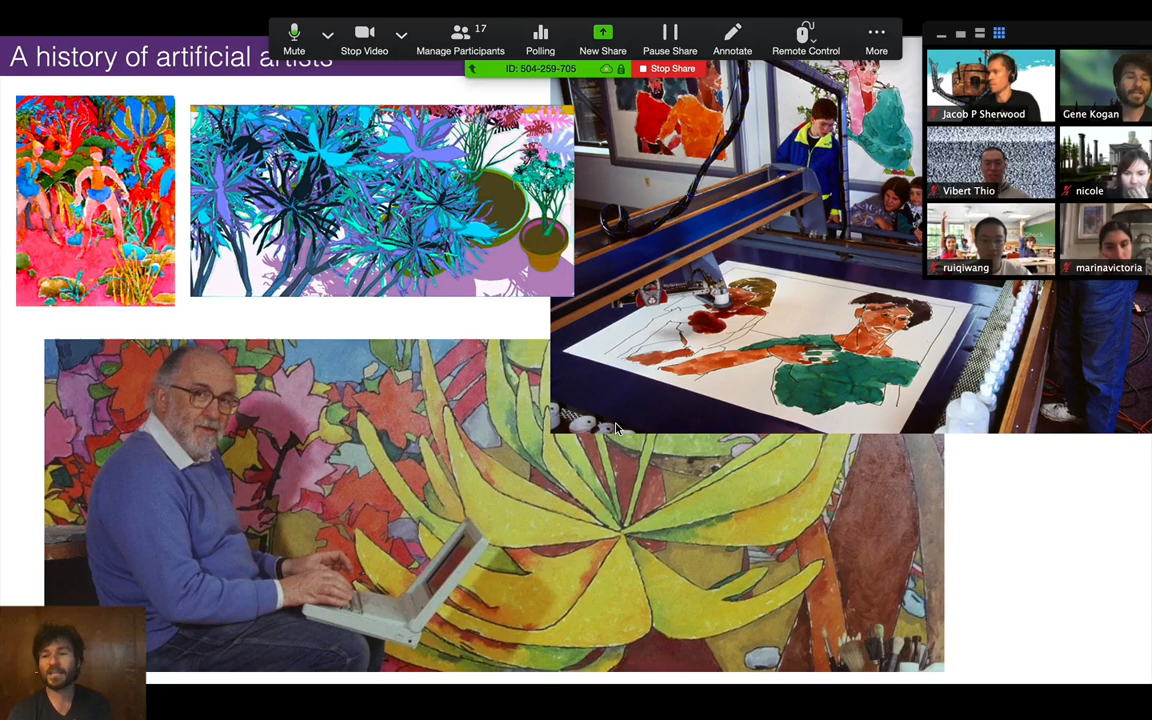 17
Mute
Stop Video
Manage Participants
Polling
New Share
Pause Share
Annotate
Remote Control
More
A history of artificial artists
ID: 504-259-705
Stop Share
Jacob P Sherwood
Gene Kogan
Vibert Thio
nicole
ruiqiwang
marinavictoria